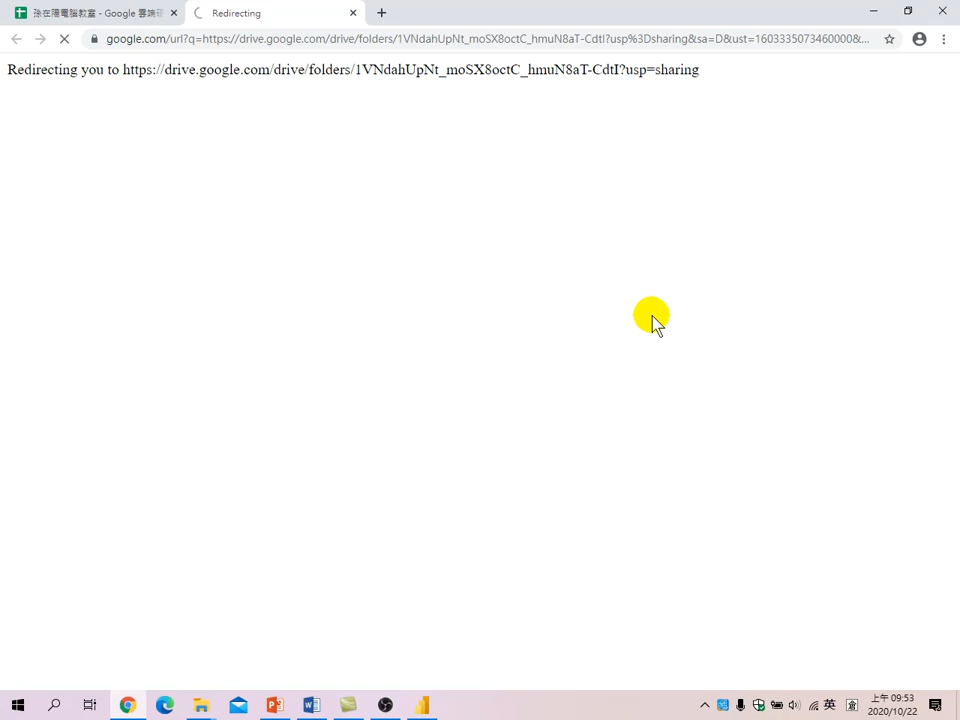 孫在陽電腦教室 - Google 雲端
Redirecting
google.com/url?q=https://drive.google.com/drive/folders/1VNdahUpNt_moSX8octC_hmuN8aT-CdtI?usp%3Dsharing&sa=D&ust=1603335073460000&...
Redirecting you to https://drive.google.com/drive/folders/1VNdahUpNt_moSX8octC_hmuN8aT-CdtI?usp=sharing
英
倉
上午 09:53
2020/10/22